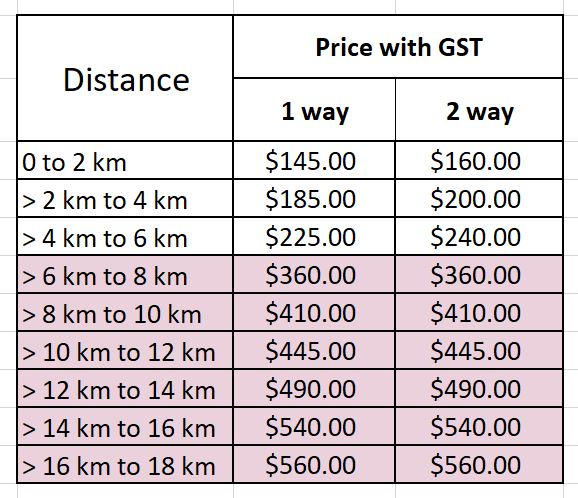 Distance
Price with GST
1 way 2 way
0 to 2 km $145.00 $160.00
> 2 km to 4 km $185.00 $200.00
> 4 km to 6 km $225.00 $240.00
> 6 km to 8 km $360.00 $360.00
> 8 km to 10 km $410.00 $410.00
> 10 km to 12 km $445.00 $445.00
> 12 km to 14 km $490.00 $490.00
> 14 km to 16 km $540.00 $540.00
> 16 km to 18 km $560.00 $560.00